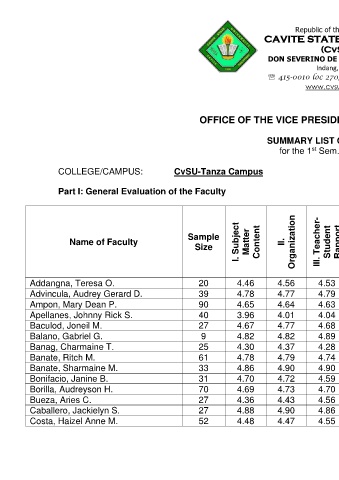 Republic of th
CAVITE STATE
(CvS
DON SEVERINO DE
Indang,
☏ 415-0010 loc 270,
www.cvsu
OFFICE OF THE VICE PRESIDE
SUMMARY LIST O
for the 1st Sem.
COLLEGE/CAMPUS: CvSU-Tanza Campus
Part I: General Evaluation of the Faculty
Name of Faculty Sample Size I. Subject Matter Content II. Organization III. Teacher-Student Rapport
Addangna, Teresa O. 20 4.46 4.56 4.53
Advincula, Audrey Gerard D. 39 4.78 4.77 4.79
Ampon, Mary Dean P. 90 4.65 4.64 4.63
Apellanes, Johnny Rick S. 40 3.96 4.01 4.04
Baculod, Joneil M. 27 4.67 4.77 4.68
Balano, Gabriel G. 9 4.82 4.82 4.89
Banag, Charmaine T. 25 4.30 4.37 4.28
Banate, Ritch M. 61 4.78 4.79 4.74
Banate, Sharmaine M. 33 4.86 4.90 4.90
Bonifacio, Janine B. 31 4.70 4.72 4.59
Borilla, Audreyson H. 70 4.69 4.73 4.70
Bueza, Aries C. 27 4.36 4.43 4.56
Caballero, Jackielyn S. 27 4.88 4.90 4.86
Costa, Haizel Anne M. 52 4.48 4.47 4.55